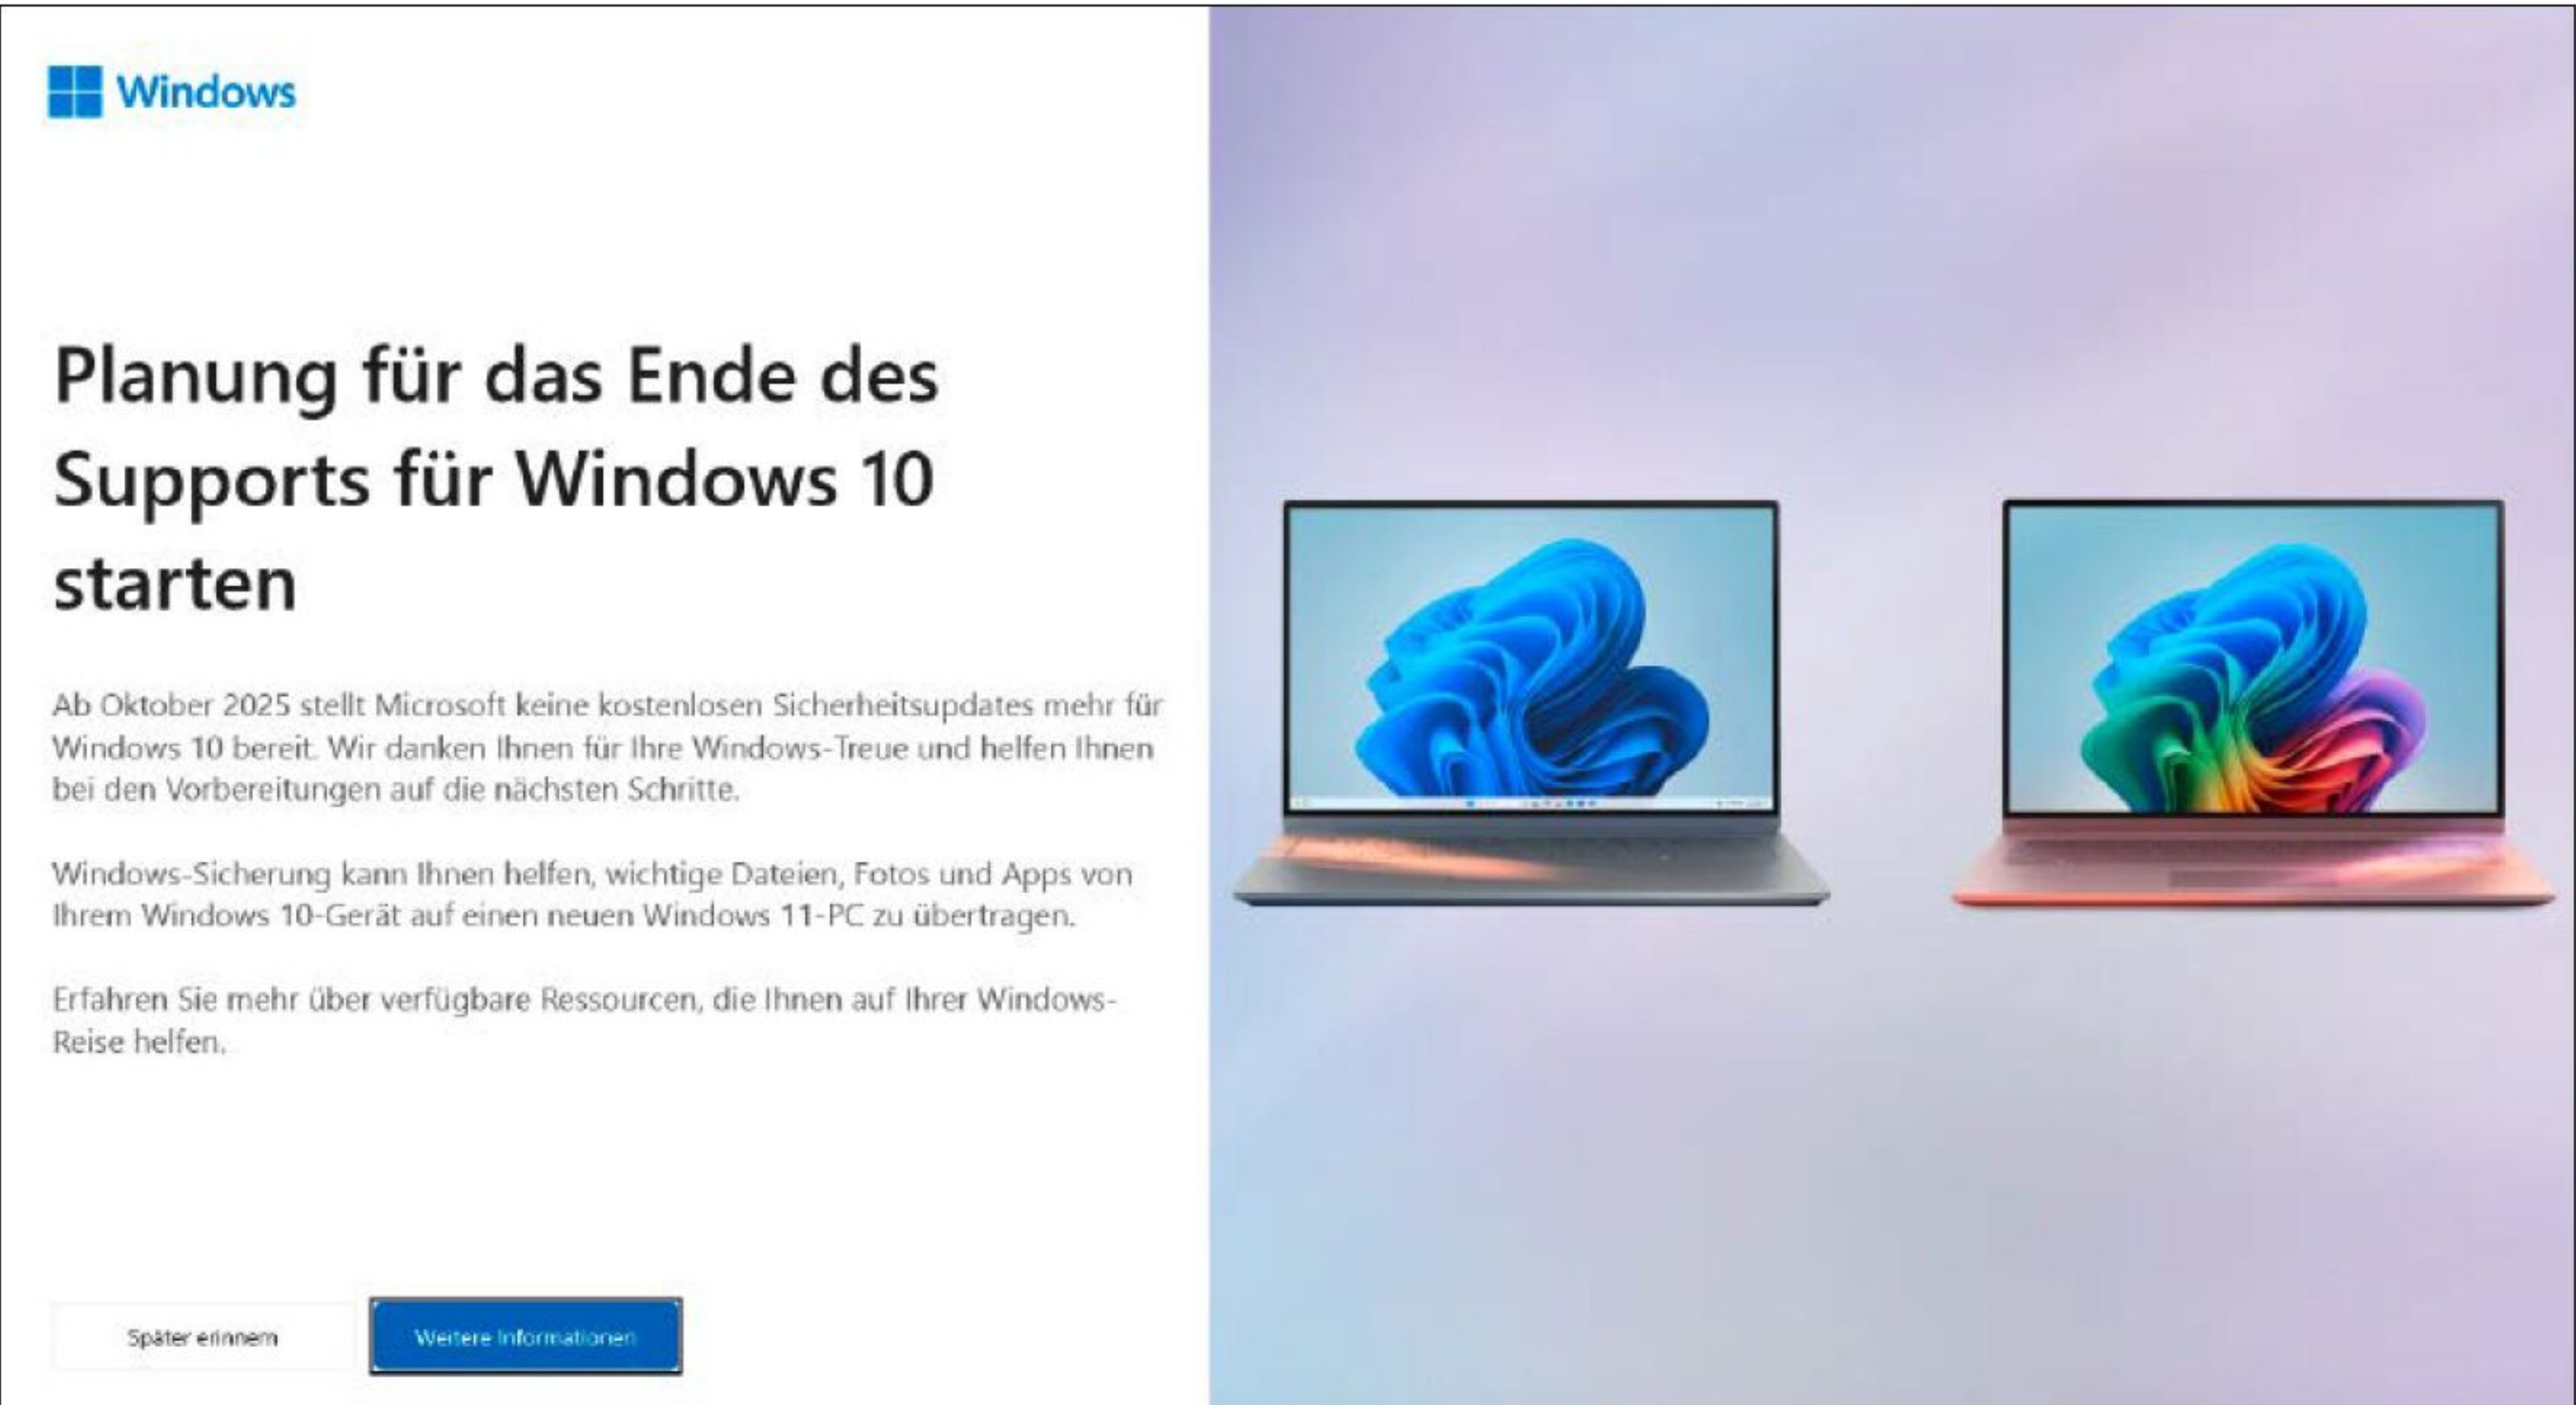 Windows
Planung für das Ende des
Supports für Windows 10
starten
Ab Oktober 2025 stellt Microsoft keine kostenlosen Sicherheitsupdates mehr für
Windows 10 bereit. Wir danken Ihnen für Ihre Windows-Treue und helfen Ihnen
bei den Vorbereitungen auf die nächsten Schritte.
Windows-Sicherung kann Ihnen helfen, wichtige Dateien, Fotos und Apps von
Ihrem Windows 10-Gerät auf einen neuen Windows 11-PC zu übertragen.
Erfahren Sie mehr über verfügbare Ressourcen, die Ihnen auf Ihrer Windows-
Reise helfen.
Später erinnern
Weitere Informationen